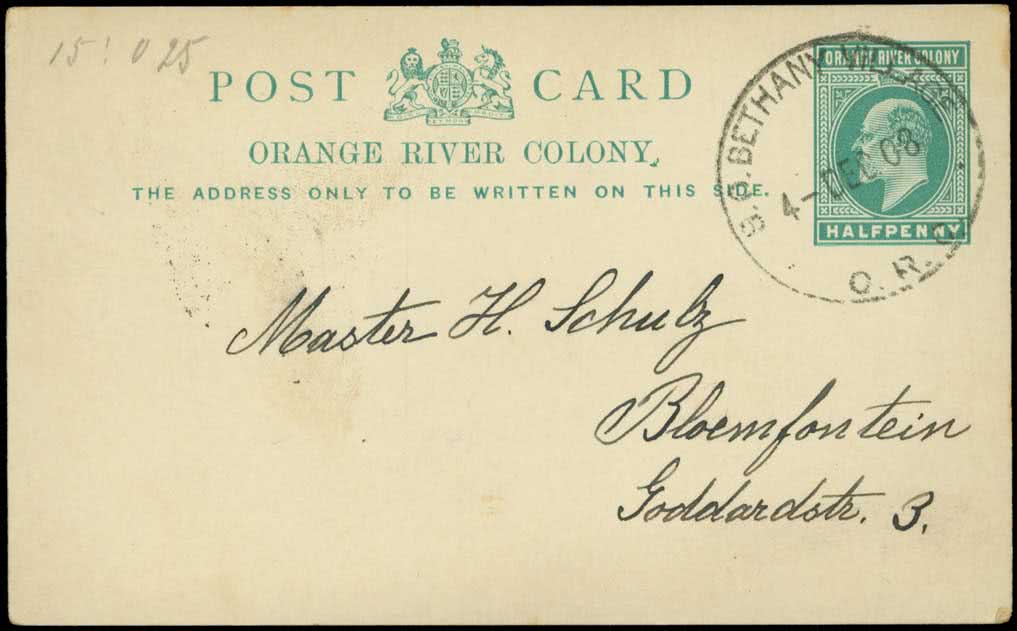 15! 0 25
POST CARD
ORANGE RIVER COLONY.
THE ADDRESS ONLY TO BE WRITTEN ON THIS SIDE.
ORANGE RIVER COLONY
HALFPENNY
BETHANY
4-DEC 08
O.R.C.
Master H. Schulz
Bloemfontein
Goddardstr. 3.